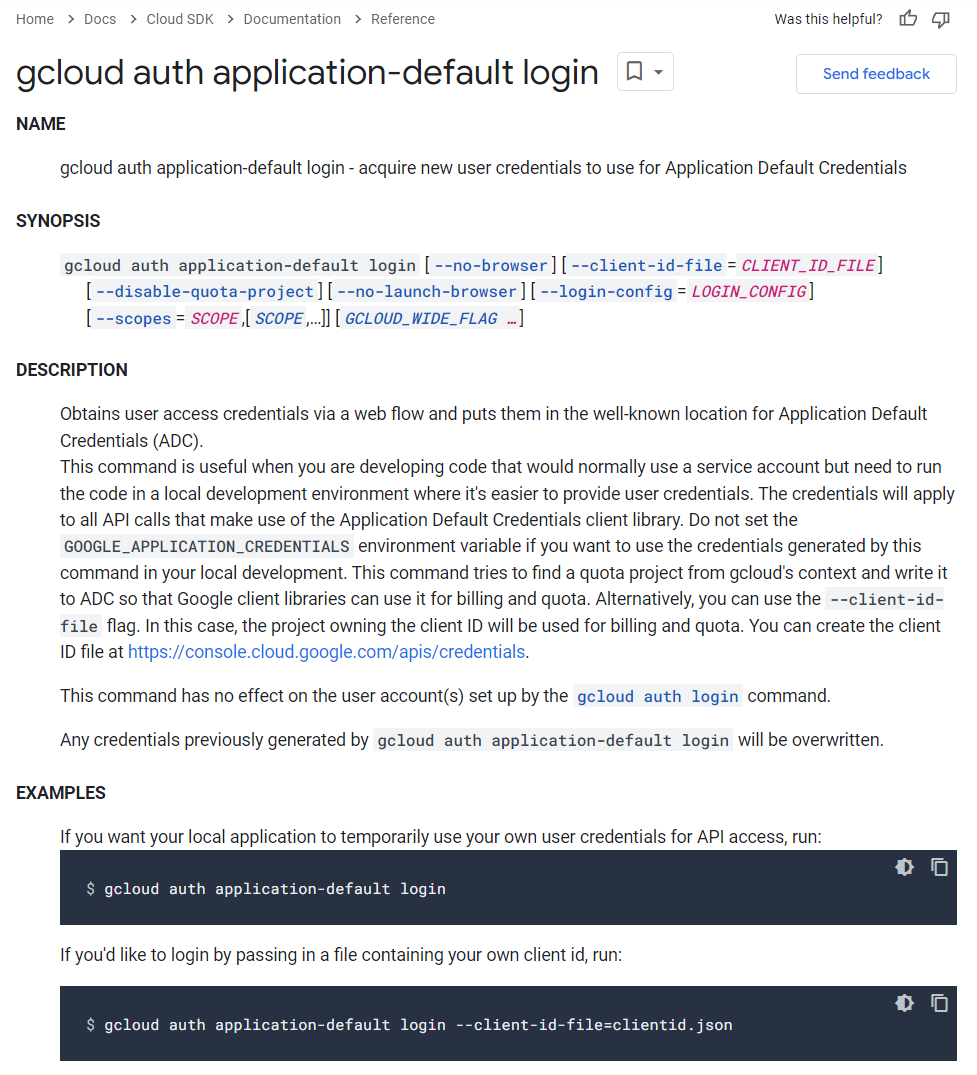 Home > Docs > Cloud SDK > Documentation > Reference
Was this helpful?
gcloud auth application-default login
Send feedback
NAME
gcloud auth application-default login - acquire new user credentials to use for Application Default Credentials
SYNOPSIS
gcloud auth application-default login [--no-browser] [--client-id-file=CLIENT_ID_FILE]
[--disable-quota-project] [--no-launch-browser] [--login-config=LOGIN_CONFIG]
[--scopes=SCOPE,[SCOPE,…]] [GCLOUD_WIDE_FLAG …]
DESCRIPTION
Obtains user access credentials via a web flow and puts them in the well-known location for Application Default
Credentials (ADC).
This command is useful when you are developing code that would normally use a service account but need to run
the code in a local development environment where it's easier to provide user credentials. The credentials will apply
to all API calls that make use of the Application Default Credentials client library. Do not set the
GOOGLE_APPLICATION_CREDENTIALS environment variable if you want to use the credentials generated by this
command in your local development. This command tries to find a quota project from gcloud's context and write it
to ADC so that Google client libraries can use it for billing and quota. Alternatively, you can use the --client-id-
file flag. In this case, the project owning the client ID will be used for billing and quota. You can create the client
ID file at https://console.cloud.google.com/apis/credentials.
This command has no effect on the user account(s) set up by the gcloud auth login command.
Any credentials previously generated by gcloud auth application-default login will be overwritten.
EXAMPLES
If you want your local application to temporarily use your own user credentials for API access, run:
$ gcloud auth application-default login
If you'd like to login by passing in a file containing your own client id, run:
$ gcloud auth application-default login --client-id-file=clientid.json